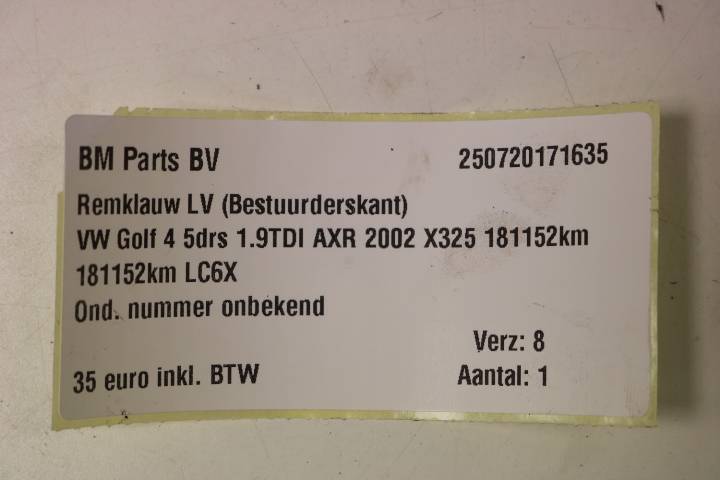 BM Parts BV 250720171635
Remklauw LV (Bestuurderskant)
VW Golf 4 5drs 1.9TDI AXR 2002 X325 181152km
181152km LC6X
Ond. nummer onbekend
Verz: 8
35 euro inkl. BTW Aantal: 1